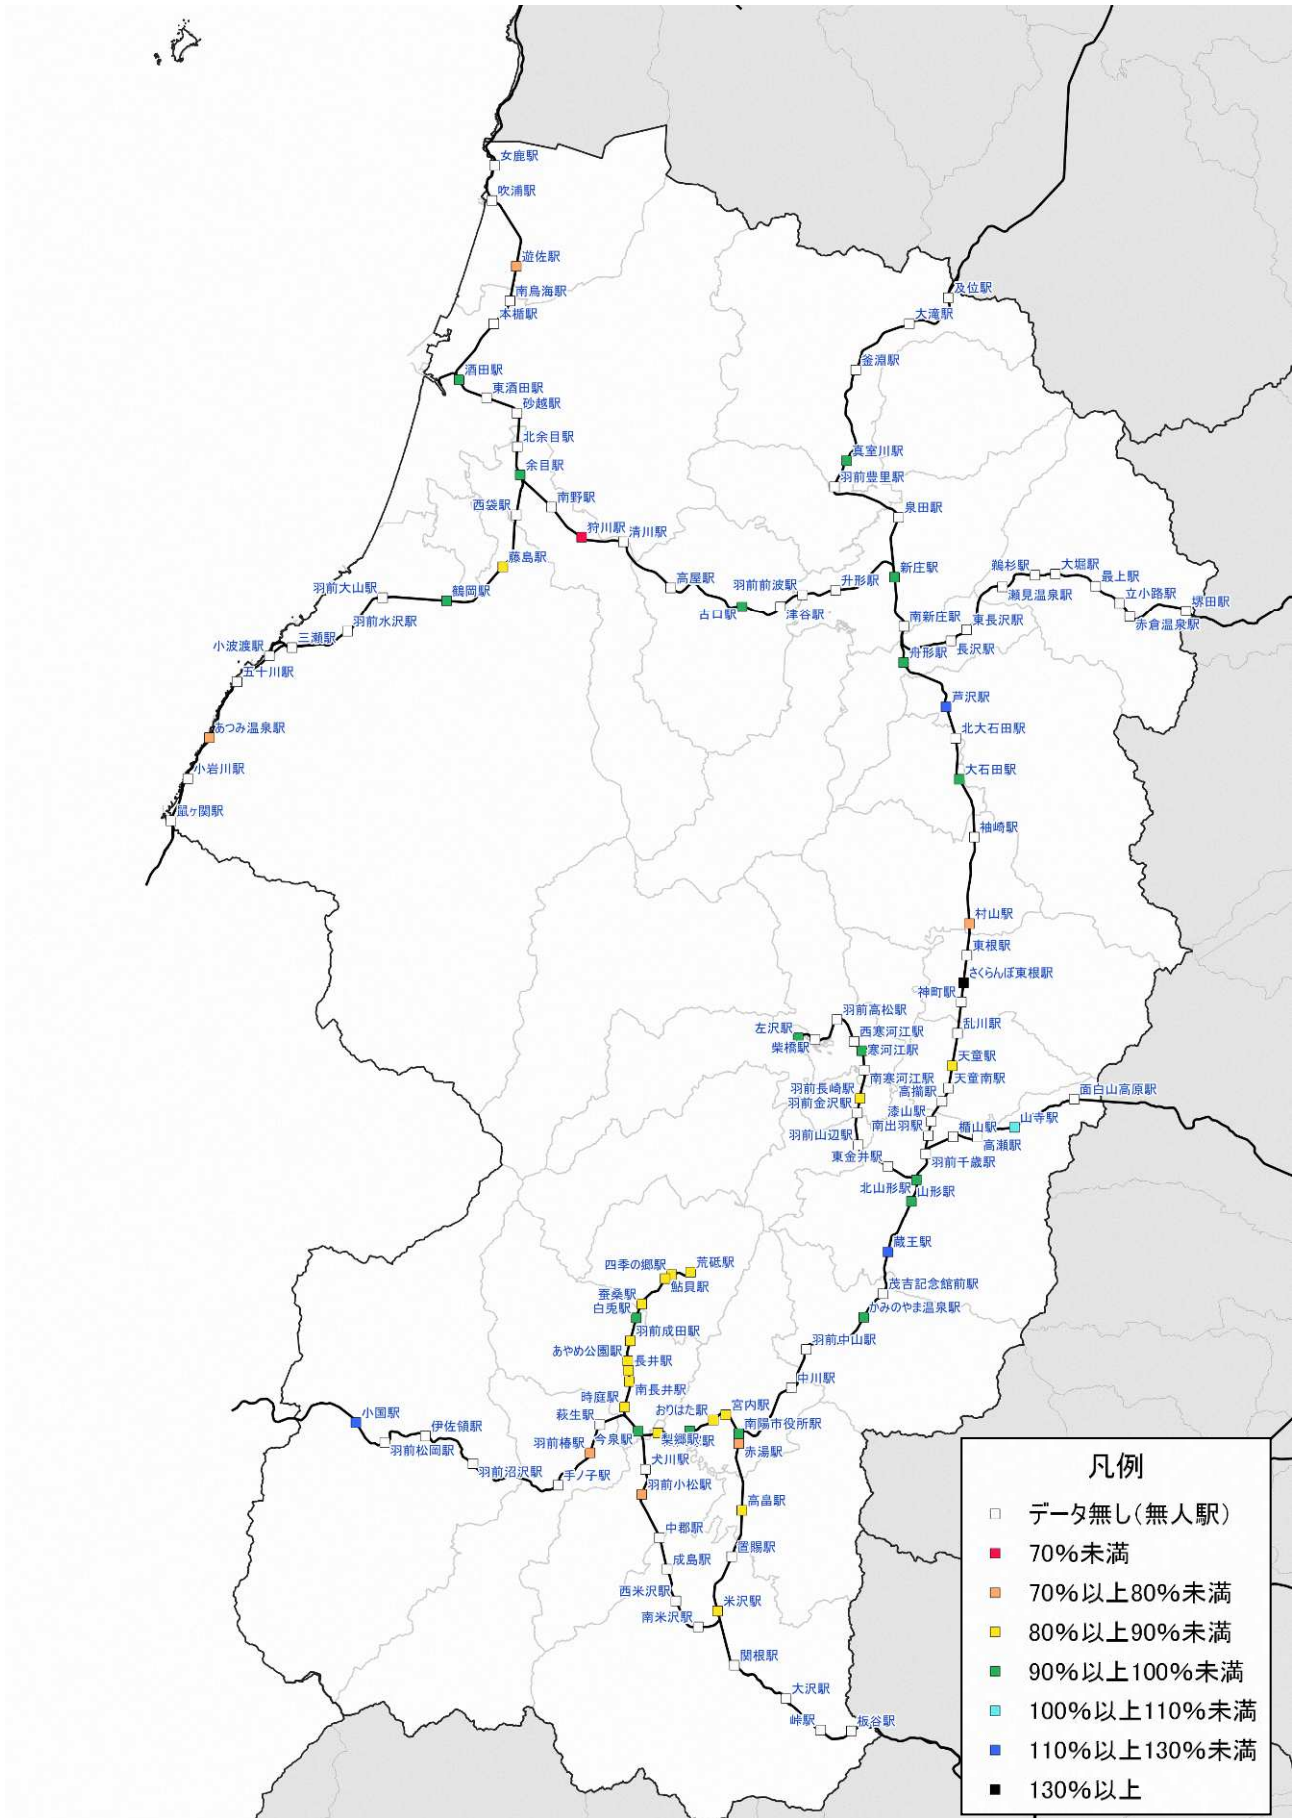 女鹿駅
吹浦駅
遊佐駅
南鳥海駅
本楯駅
酒田駅
東酒田駅
砂越駅
北余目駅
余目駅
西袋駅
南野駅
狩川駅
清川駅
藤島駅
羽前大山駅
鶴岡駅
羽前水沢駅
三瀬駅
小波渡駅
五十川駅
あつみ温泉駅
小岩川駅
鼠ヶ関駅
高屋駅
古口駅
羽前前波駅
津谷駅
升形駅
及位駅
大滝駅
釜淵駅
真室川駅
羽前豊里駅
泉田駅
新庄駅
南新庄駅
鵜杉駅
大堀駅
最上駅
瀬見温泉駅
立小路駅
堺田駅
赤倉温泉駅
東長沢駅
長沢駅
舟形駅
芦沢駅
北大石田駅
大石田駅
袖崎駅
村山駅
東根駅
さくらんぼ東根駅
神町駅
乱川駅
天童駅
天童南駅
高擶駅
漆山駅
南出羽駅
羽前千歳駅
楯山駅
高瀬駅
山寺駅
面白山高原駅
左沢駅
柴橋駅
羽前高松駅
西寒河江駅
寒河江駅
南寒河江駅
羽前長崎駅
羽前金沢駅
羽前山辺駅
東金井駅
北山形駅
山形駅
蔵王駅
茂吉記念館前駅
かみのやま温泉駅
羽前中山駅
中川駅
四季の郷駅
荒砥駅
鮎貝駅
蚕桑駅
白兎駅
羽前成田駅
あやめ公園駅
長井駅
南長井駅
時庭駅
おりはた駅
宮内駅
萩生駅
今泉駅
梨郷駅
南陽市役所駅
赤湯駅
羽前椿駅
犬川駅
小国駅
伊佐領駅
羽前松岡駅
羽前沼沢駅
手ノ子駅
羽前小松駅
高畠駅
中郡駅
置賜駅
成島駅
西米沢駅
米沢駅
南米沢駅
関根駅
大沢駅
峠駅
板谷駅
凡例
データ無し(無人駅)
70%未満
70%以上80%未満
80%以上90%未満
90%以上100%未満
100%以上110%未満
110%以上130%未満
130%以上